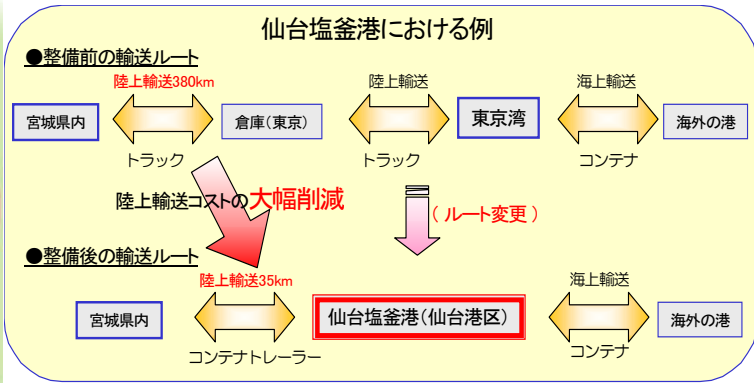 仙台塩釜港における例
●整備前の輸送ルート
陸上輸送380km
陸上輸送
海上輸送
宮城県内
倉庫(東京)
東京湾
海外の港
トラック
トラック
コンテナ
陸上輸送コストの大幅削減
(ルート変更)
●整備後の輸送ルート
陸上輸送35km
海上輸送
宮城県内
仙台塩釜港(仙台港区)
海外の港
コンテナトレーラー
コンテナ